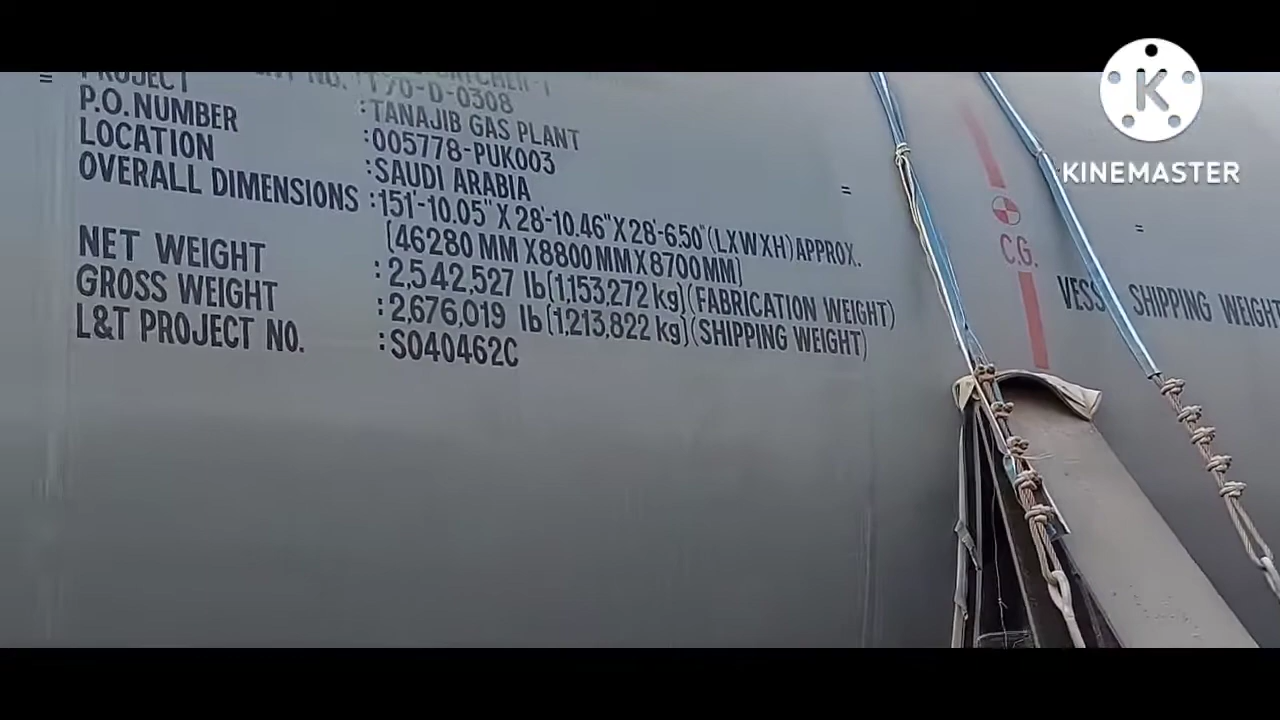 PROJECT : T70-D-0308
P.O. NUMBER : TANAJIB GAS PLANT
LOCATION : 005778-PUK003
OVERALL DIMENSIONS : SAUDI ARABIA
: 151'-10.05" X 28'-10.46" X 28'-6.50" (LXWXH) APPROX.
[46280 MM X 8800 MM X 8700 MM]
NET WEIGHT : 2,542,527 lb [1,153,272 kg] (FABRICATION WEIGHT)
GROSS WEIGHT : 2,676,019 lb [1,213,822 kg] (SHIPPING WEIGHT)
L&T PROJECT NO. : S040462C
C.G.
SHIPPING WEIGHT
K
KINEMASTER